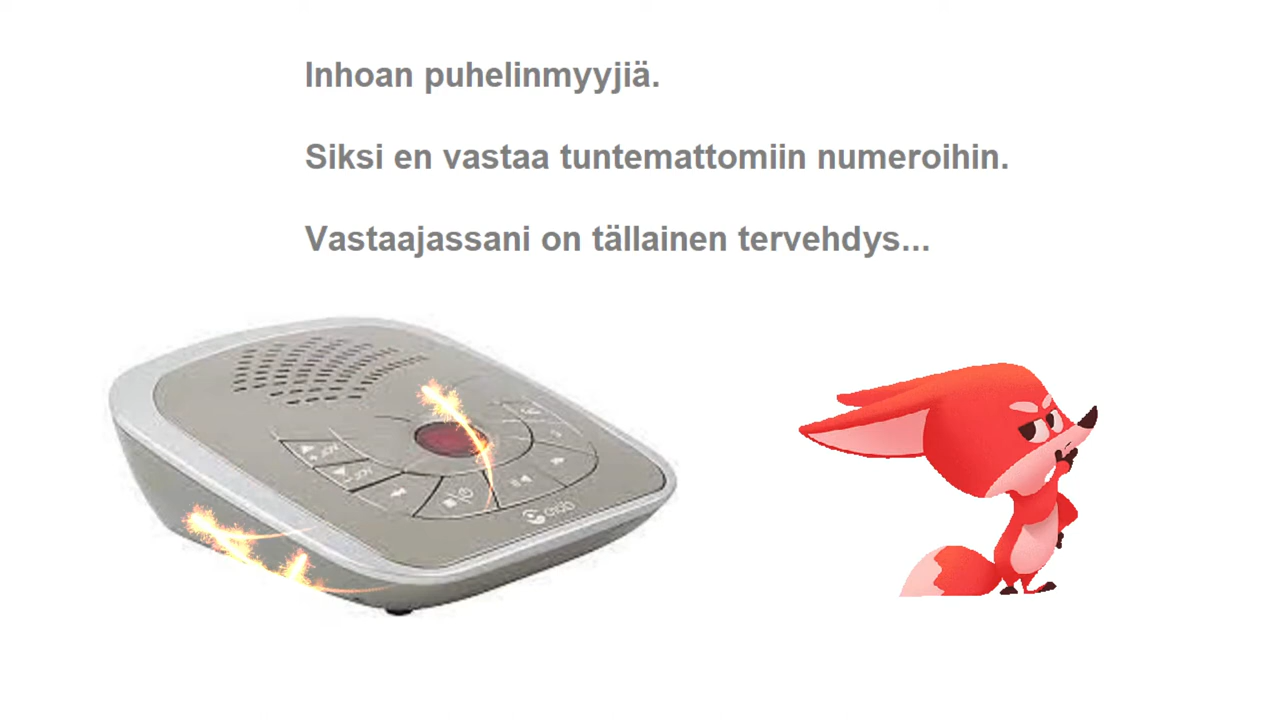 Inhoan puhelinmyyjiä.
Siksi en vastaa tuntemattomiin numeroihin.
Vastaajassani on tällainen tervehdys...